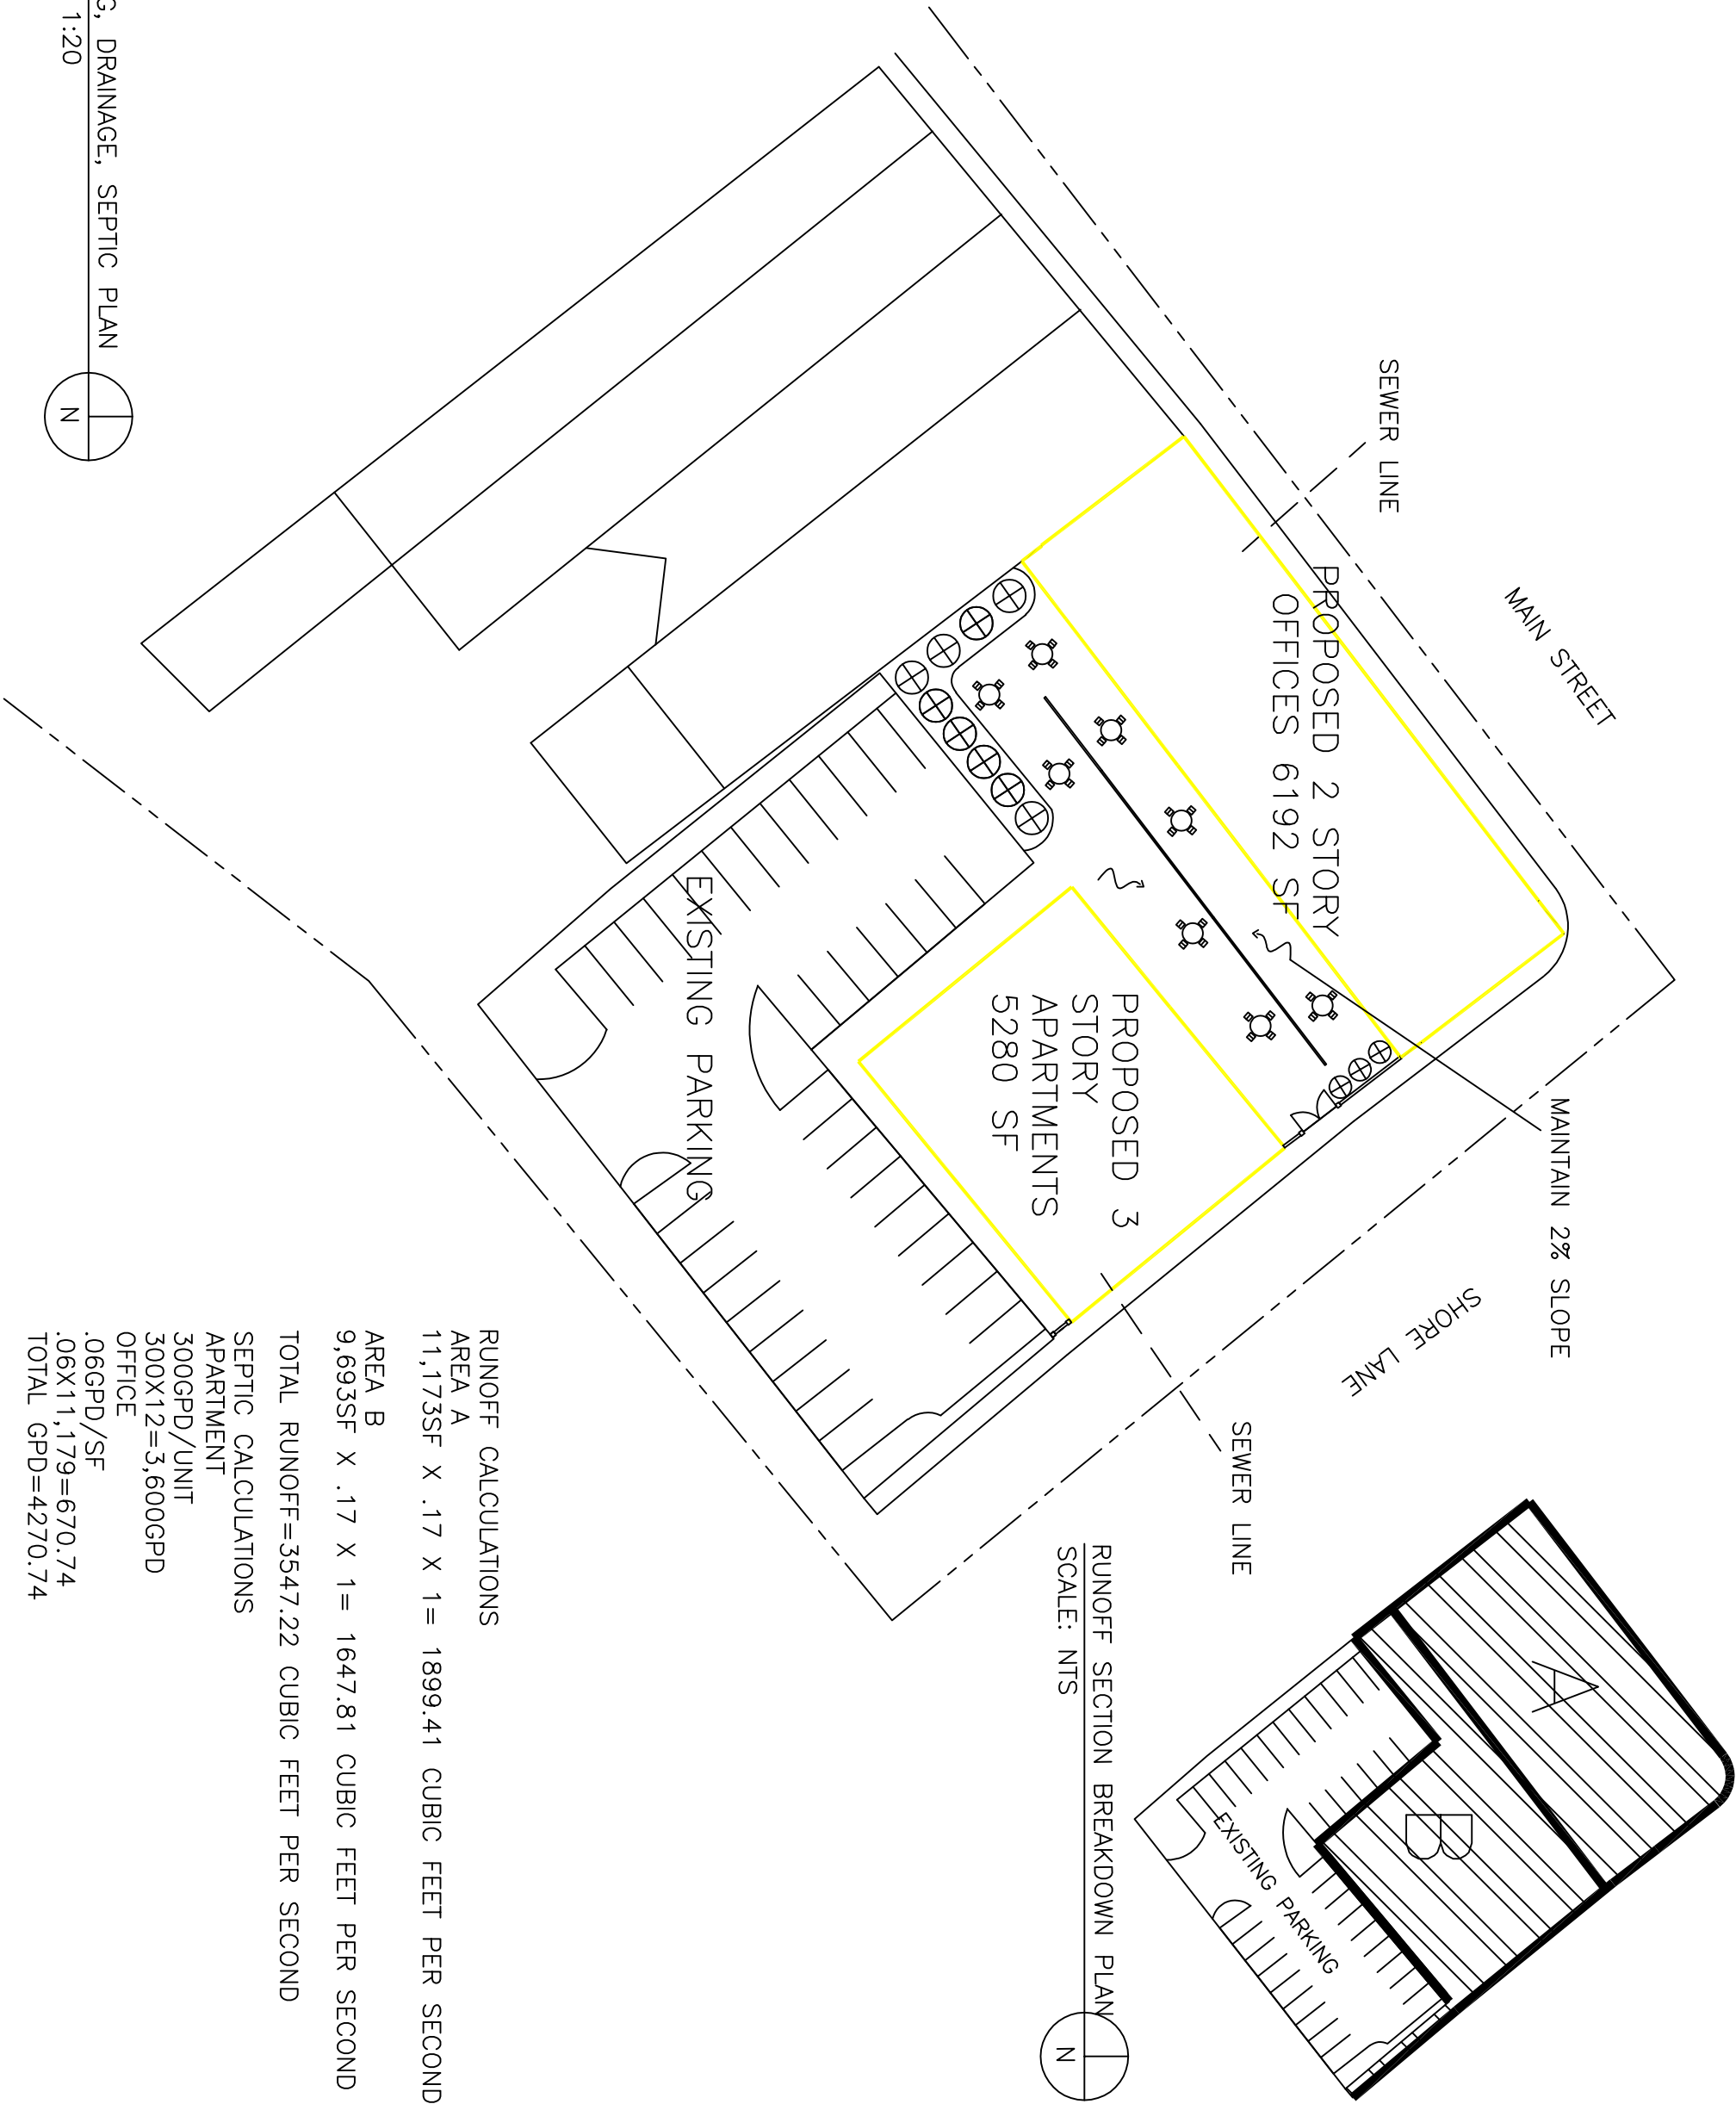 MAIN STREET
SEWER LINE
PROPOSED 2 STORY
OFFICES 6192 SF
MAINTAIN 2% SLOPE
SHORE LANE
PROPOSED 3
STORY
APARTMENTS
5280 SF
SEWER LINE
EXISTING PARKING
A
B
EXISTING PARKING
RUNOFF SECTION BREAKDOWN PLAN
SCALE: NTS
N
RUNOFF CALCULATIONS
AREA A
11,173SF X .17 X 1= 1899.41 CUBIC FEET PER SECOND
AREA B
9,693SF X .17 X 1= 1647.81 CUBIC FEET PER SECOND
TOTAL RUNOFF=3547.22 CUBIC FEET PER SECOND
SEPTIC CALCULATIONS
APARTMENT
300GPD/UNIT
300X12=3,600GPD
OFFICE
.06GPD/SF
.06X11,179=670.74
TOTAL GPD=4270.74
G, DRAINAGE, SEPTIC PLAN
1:20
N